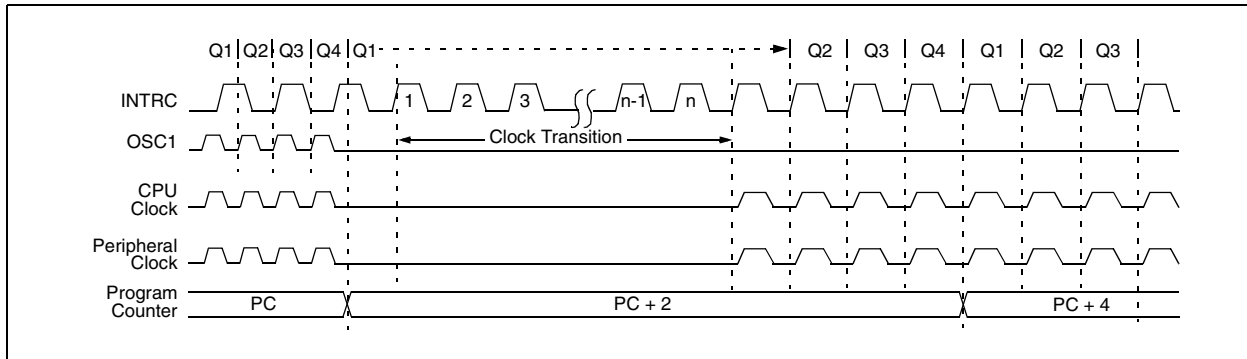 Q1 Q2 Q3 Q4 Q1 Q2 Q3 Q4 Q1 Q2 Q3
INTRC
1 2 3 n-1 n
OSC1
Clock Transition
CPU
Clock
Peripheral
Clock
Program
Counter
PC PC + 2 PC + 4